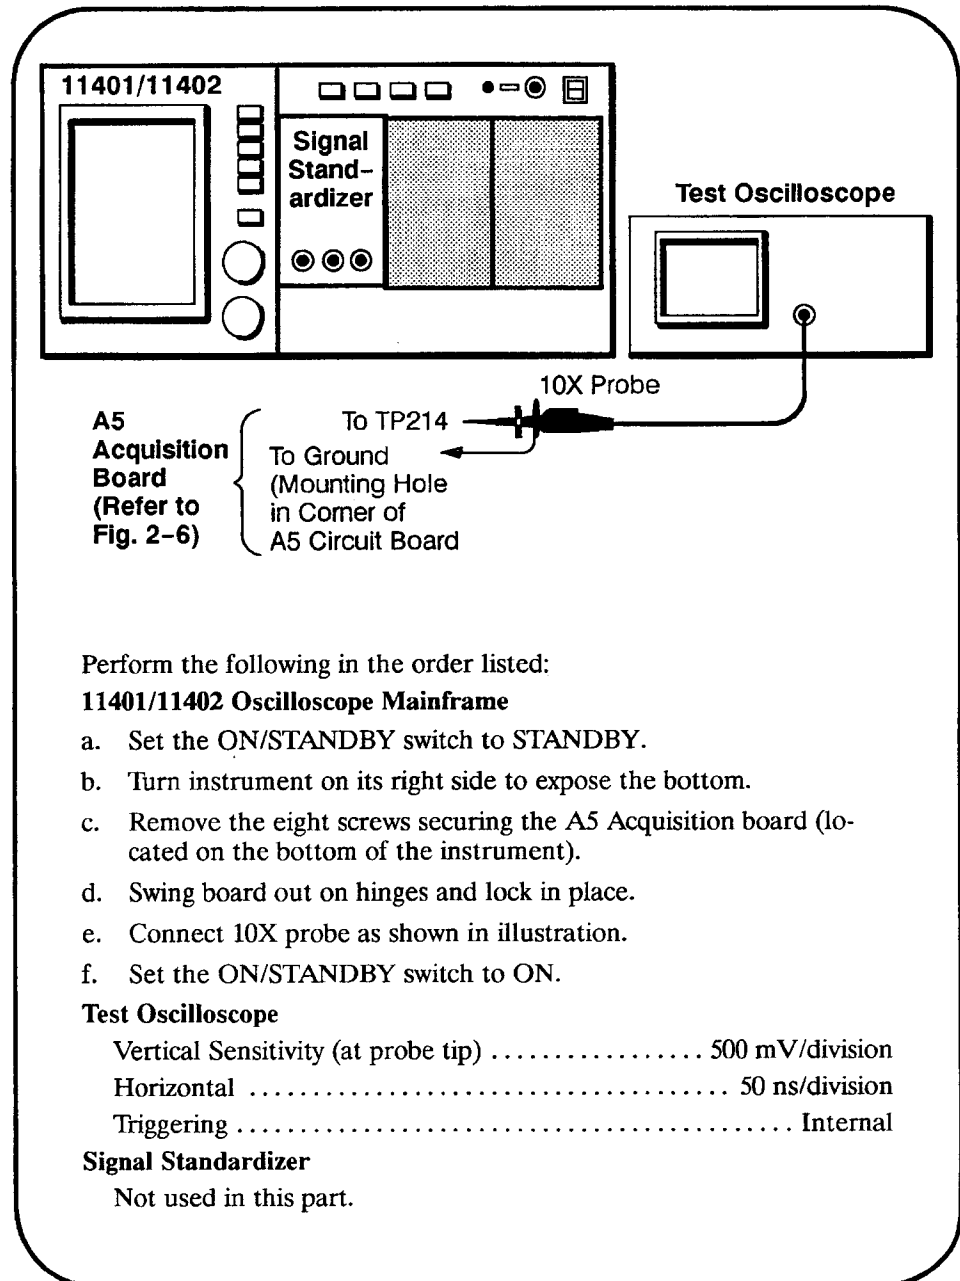 11401/11402
Signal
Stand–
ardizer
Test Oscilloscope
10X Probe
A5
Acquisition
Board
(Refer to
Fig. 2–6)
To TP214
To Ground
(Mounting Hole
in Corner of
A5 Circuit Board
Perform the following in the order listed:
11401/11402 Oscilloscope Mainframe
a. Set the ON/STANDBY switch to STANDBY.
b. Turn instrument on its right side to expose the bottom.
c. Remove the eight screws securing the A5 Acquisition board (lo-
cated on the bottom of the instrument).
d. Swing board out on hinges and lock in place.
e. Connect 10X probe as shown in illustration.
f. Set the ON/STANDBY switch to ON.
Test Oscilloscope
Vertical Sensitivity (at probe tip) . . . . . . . . . . . . . . . . . 500 mV/division
Horizontal . . . . . . . . . . . . . . . . . . . . . . . . . . . . . . . . . . . . . . 50 ns/division
Triggering . . . . . . . . . . . . . . . . . . . . . . . . . . . . . . . . . . . . . . . . . . . . Internal
Signal Standardizer
Not used in this part.